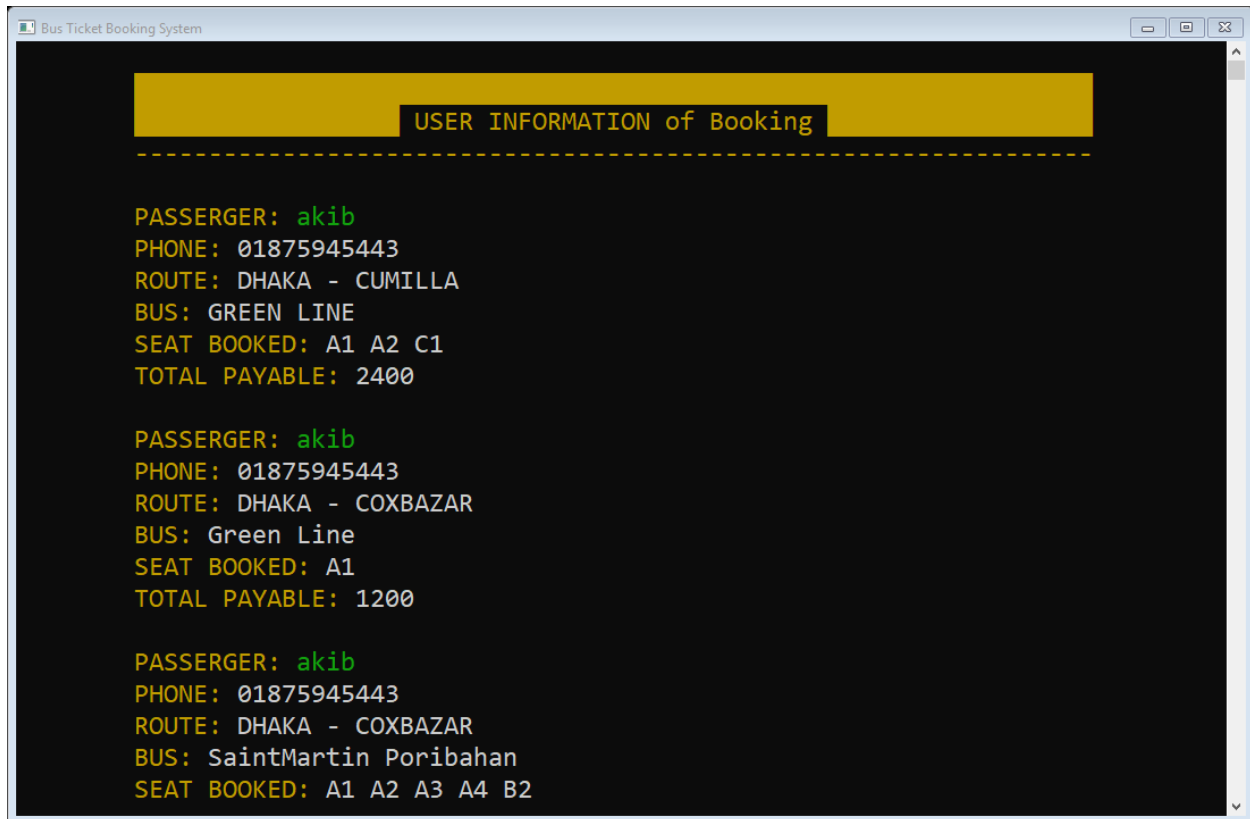 Bus Ticket Booking System
USER INFORMATION of Booking
-----------------------------------------------------------------
PASSERGER: akib
PHONE: 01875945443
ROUTE: DHAKA - CUMILLA
BUS: GREEN LINE
SEAT BOOKED: A1 A2 C1
TOTAL PAYABLE: 2400
PASSERGER: akib
PHONE: 01875945443
ROUTE: DHAKA - COXBAZAR
BUS: Green Line
SEAT BOOKED: A1
TOTAL PAYABLE: 1200
PASSERGER: akib
PHONE: 01875945443
ROUTE: DHAKA - COXBAZAR
BUS: SaintMartin Poribahan
SEAT BOOKED: A1 A2 A3 A4 B2